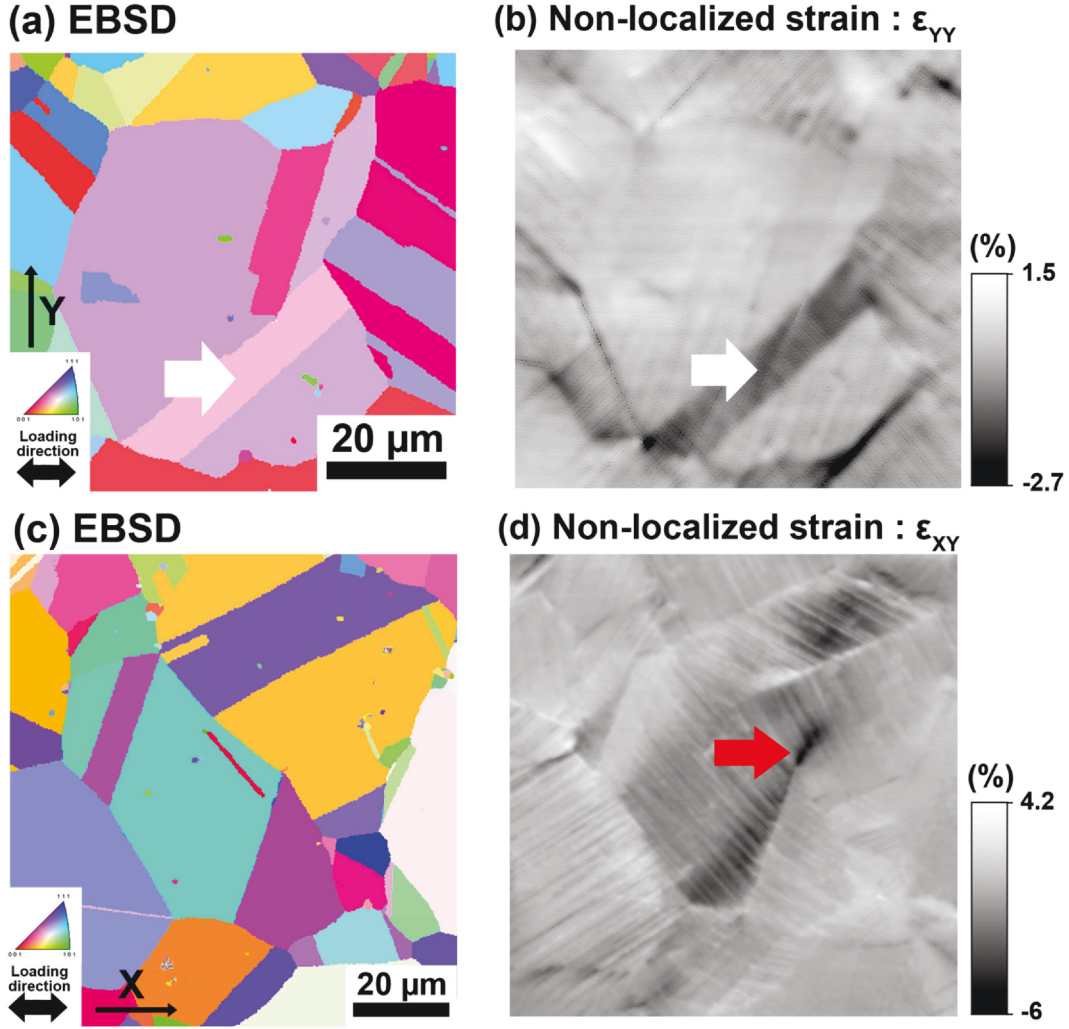 (a) EBSD
(b) Non-localized strain : εYY
Y
111
001 101
Loading
direction
20 µm
(%)
1.5
-2.7
(c) EBSD
(d) Non-localized strain : εXY
111
001 101
Loading
direction
X
20 µm
(%)
4.2
-6